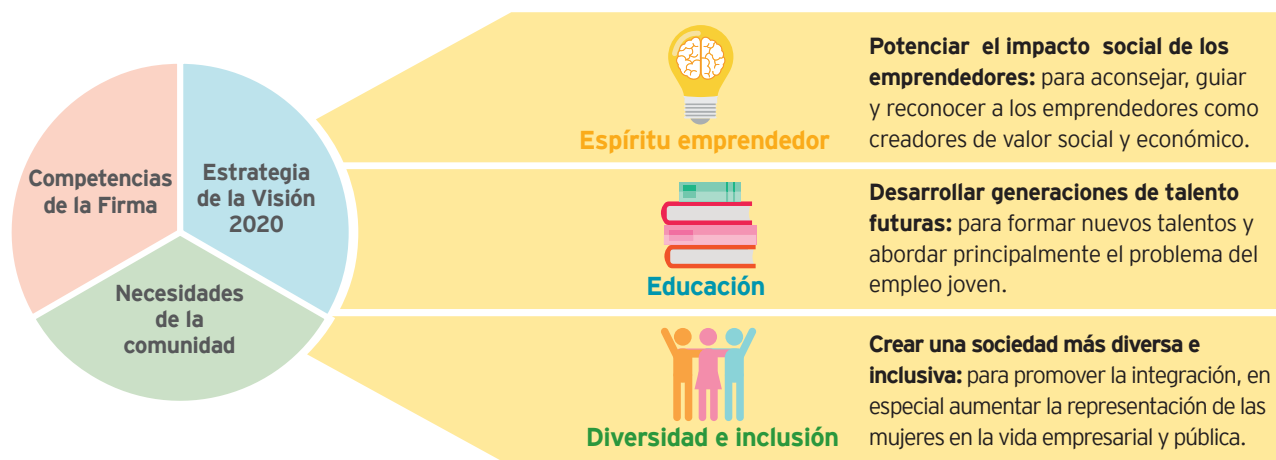 Competencias
de la Firma
Estrategia
de la Visión
2020
Necesidades
de la
comunidad
Espíritu emprendedor
Potenciar el impacto social de los
emprendedores: para aconsejar, guiar
y reconocer a los emprendedores como
creadores de valor social y económico.
Educación
Desarrollar generaciones de talento
futuras: para formar nuevos talentos y
abordar principalmente el problema del
empleo joven.
Diversidad e inclusión
Crear una sociedad más diversa e
inclusiva: para promover la integración, en
especial aumentar la representación de las
mujeres en la vida empresarial y pública.